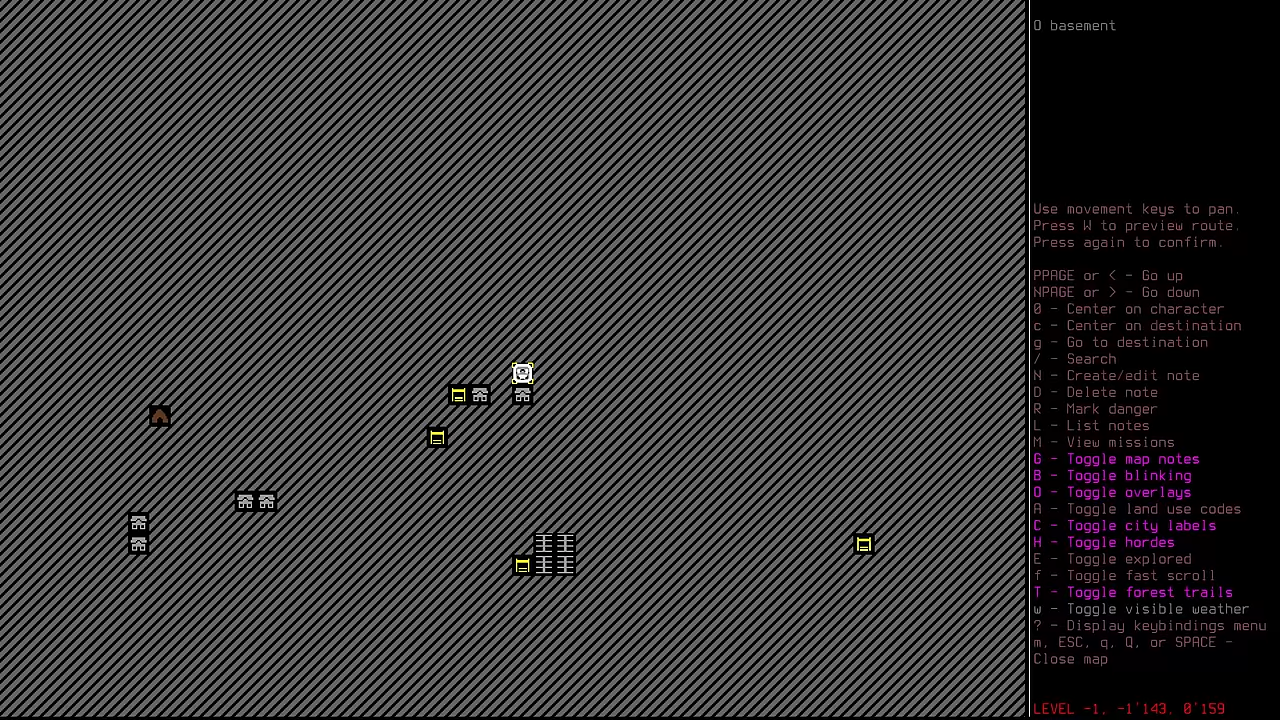 O basement
Use movement keys to pan.
Press W to preview route.
Press again to confirm.
PPAGE or < - Go up
NPAGE or > - Go down
0 - Center on character
c - Center on destination
g - Go to destination
/ - Search
N - Create/edit note
D - Delete note
R - Mark danger
L - List notes
M - View missions
G - Toggle map notes
B - Toggle blinking
O - Toggle overlays
A - Toggle land use codes
C - Toggle city labels
H - Toggle hordes
E - Toggle explored
f - Toggle fast scroll
T - Toggle forest trails
w - Toggle visible weather
? - Display keybindings menu
m, ESC, q, Q, or SPACE -
Close map
LEVEL -1, -1'143, 0'159